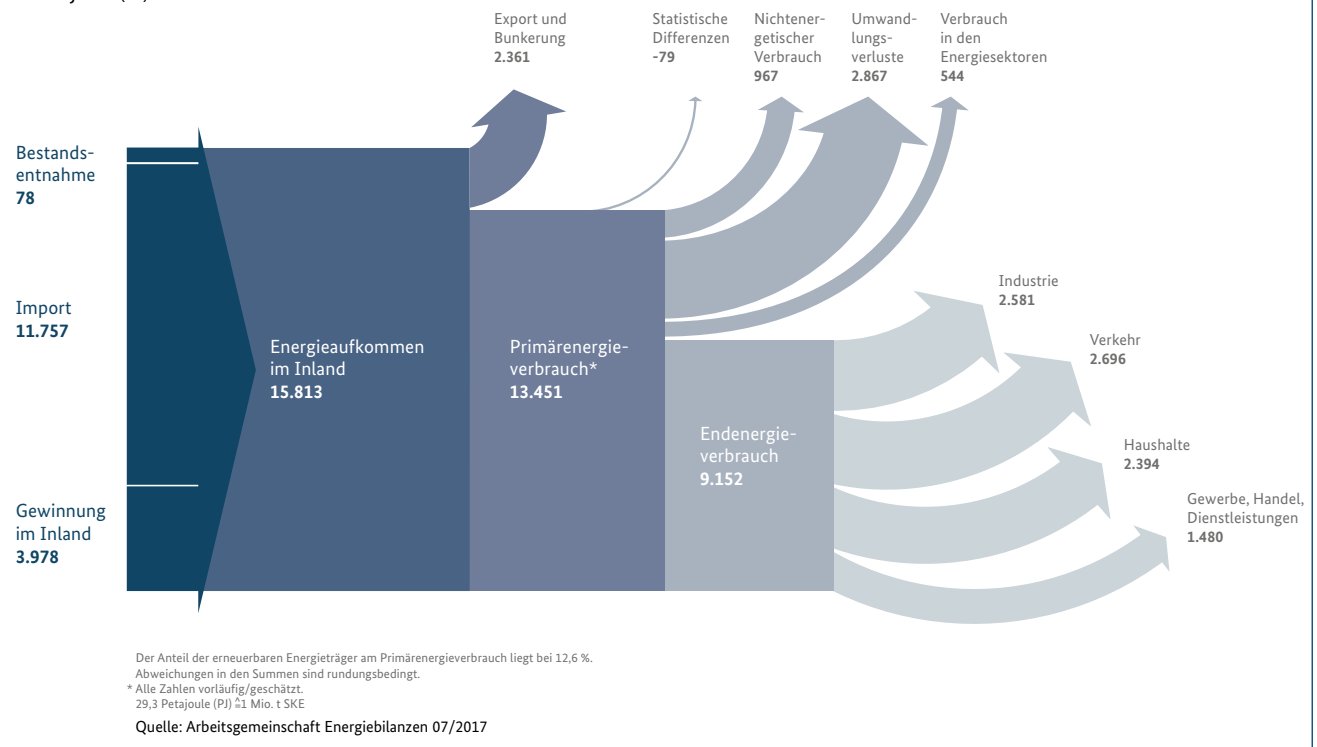 Export und
Bunkerung
2.361
Statistische
Differenzen
-79
Nichtener-
getischer
Verbrauch
967
Umwand-
lungs-
verluste
2.867
Verbrauch
in den
Energiesektoren
544
Bestands-
entnahme
78
Import
11.757
Gewinnung
im Inland
3.978
Energieaufkommen
im Inland
15.813
Primärenergie-
verbrauch*
13.451
Endenergie-
verbrauch
9.152
Industrie
2.581
Verkehr
2.696
Haushalte
2.394
Gewerbe, Handel,
Dienstleistungen
1.480
Der Anteil der erneuerbaren Energieträger am Primärenergieverbrauch liegt bei 12,6 %.
Abweichungen in den Summen sind rundungsbedingt.
* Alle Zahlen vorläufig/geschätzt.
29,3 Petajoule (PJ) ≙1 Mio. t SKE
Quelle: Arbeitsgemeinschaft Energiebilanzen 07/2017